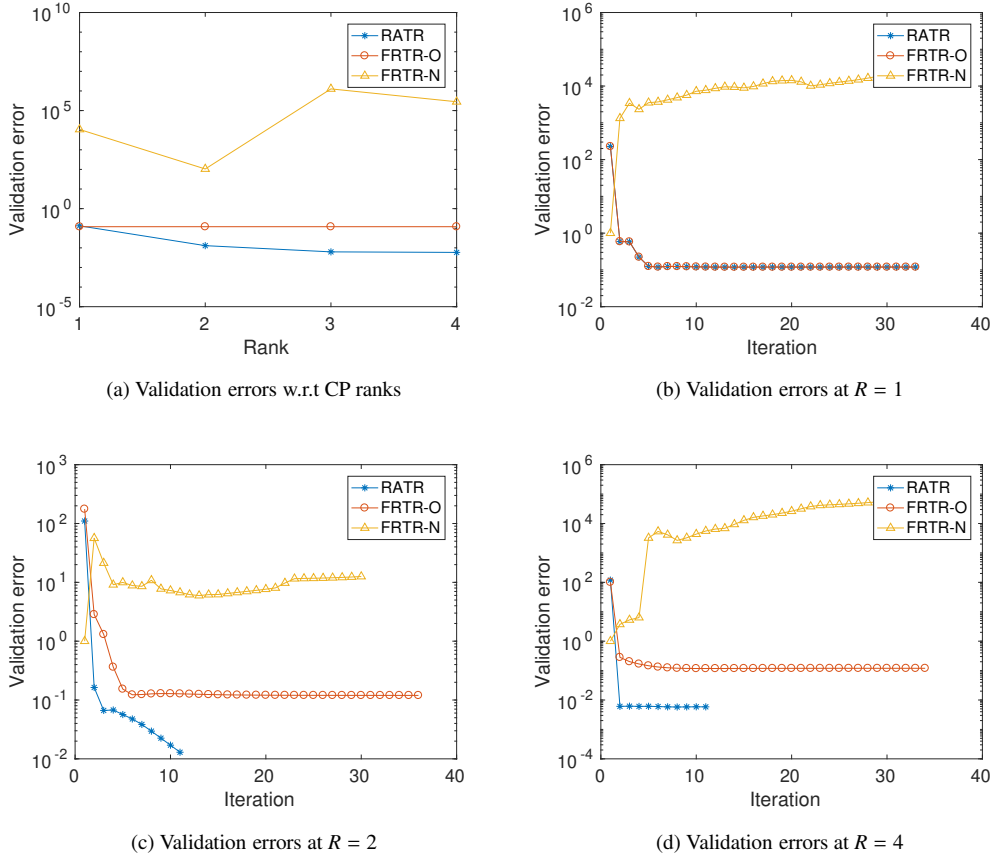 10^10
10^5
10^0
10^-5
Validation error
1
2
3
4
Rank
RATR
FRTR-O
FRTR-N
(a) Validation errors w.r.t CP ranks
10^6
10^4
10^2
10^0
10^-2
Validation error
0
10
20
30
40
Iteration
RATR
FRTR-O
FRTR-N
(b) Validation errors at R = 1
10^3
10^2
10^1
10^0
10^-1
10^-2
Validation error
0
10
20
30
40
Iteration
RATR
FRTR-O
FRTR-N
(c) Validation errors at R = 2
10^6
10^4
10^2
10^0
10^-2
10^-4
Validation error
0
10
20
30
40
Iteration
RATR
FRTR-O
FRTR-N
(d) Validation errors at R = 4